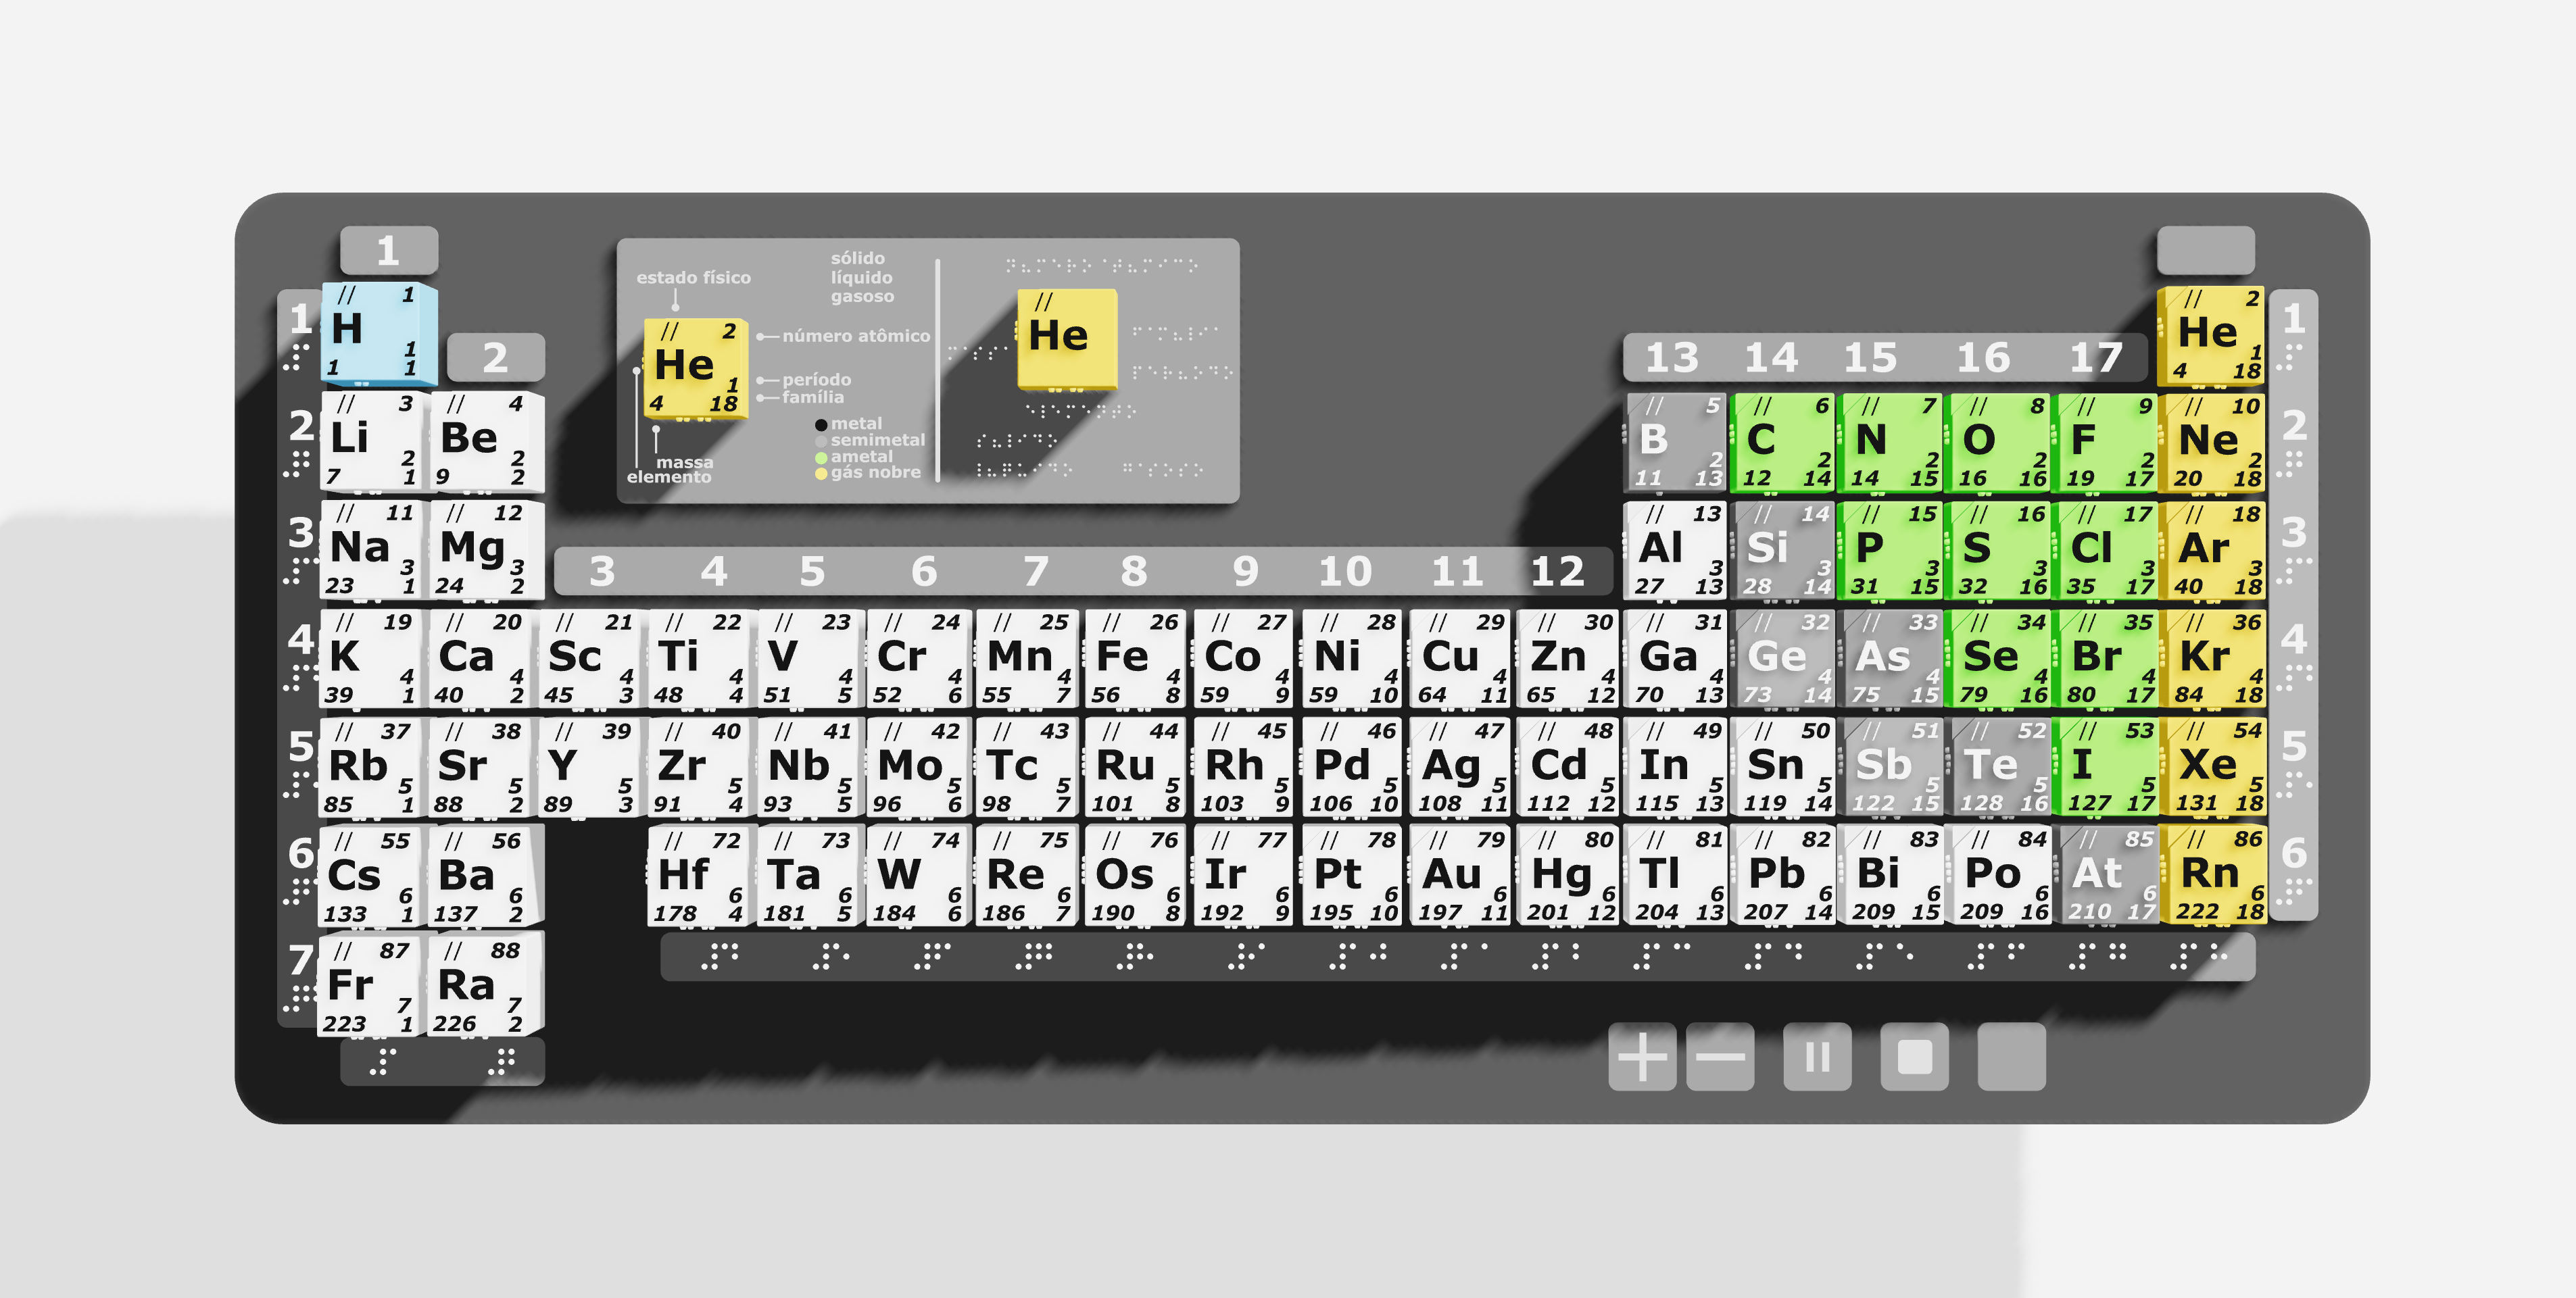 1
estado físico
sólido
líquido
gasoso
// 2
He
1
4 18
número atômico
período
família
massa
elemento
metal
semimetal
ametal
gás nobre
//
He
1
// 1
H
1
1 1
// 2
He
1
4 18
1
2
13 14 15 16 17
2
// 3 // 4 // 5 // 6 // 7 // 8 // 9 // 10
Li Be B C N O F Ne
2 2 2 2 2 2 2 2
7 1 9 2 11 13 12 14 14 15 16 16 19 17 20 18
2
3
// 11 // 12 // 13 // 14 // 15 // 16 // 17 // 18
Na Mg Al Si P S Cl Ar
3 3 3 3 3 3 3 3
23 1 24 2 27 13 28 14 31 15 32 16 35 17 40 18
3
3 4 5 6 7 8 9 10 11 12
4
// 19 // 20 // 21 // 22 // 23 // 24 // 25 // 26 // 27 // 28 // 29 // 30 // 31 // 32 // 33 // 34 // 35 // 36
K Ca Sc Ti V Cr Mn Fe Co Ni Cu Zn Ga Ge As Se Br Kr
4 4 4 4 4 4 4 4 4 4 4 4 4 4 4 4 4 4
39 1 40 2 45 3 48 4 51 5 52 6 55 7 56 8 59 9 59 10 64 11 65 12 70 13 73 14 75 15 79 16 80 17 84 18
4
5
// 37 // 38 // 39 // 40 // 41 // 42 // 43 // 44 // 45 // 46 // 47 // 48 // 49 // 50 // 51 // 52 // 53 // 54
Rb Sr Y Zr Nb Mo Tc Ru Rh Pd Ag Cd In Sn Sb Te I Xe
5 5 5 5 5 5 5 5 5 5 5 5 5 5 5 5 5 5
85 1 88 2 89 3 91 4 93 5 96 6 98 7 101 8 103 9 106 10 108 11 112 12 115 13 119 14 122 15 128 16 127 17 131 18
5
6
// 55 // 56 // 72 // 73 // 74 // 75 // 76 // 77 // 78 // 79 // 80 // 81 // 82 // 83 // 84 // 85 // 86
Cs Ba Hf Ta W Re Os Ir Pt Au Hg Tl Pb Bi Po At Rn
6 6 6 6 6 6 6 6 6 6 6 6 6 6 6 6 6
133 1 137 2 178 4 181 5 184 6 186 7 190 8 192 9 195 10 197 11 201 12 204 13 207 14 209 15 209 16 210 17 222 18
6
7
// 87 // 88
Fr Ra
7 7
223 1 226 2